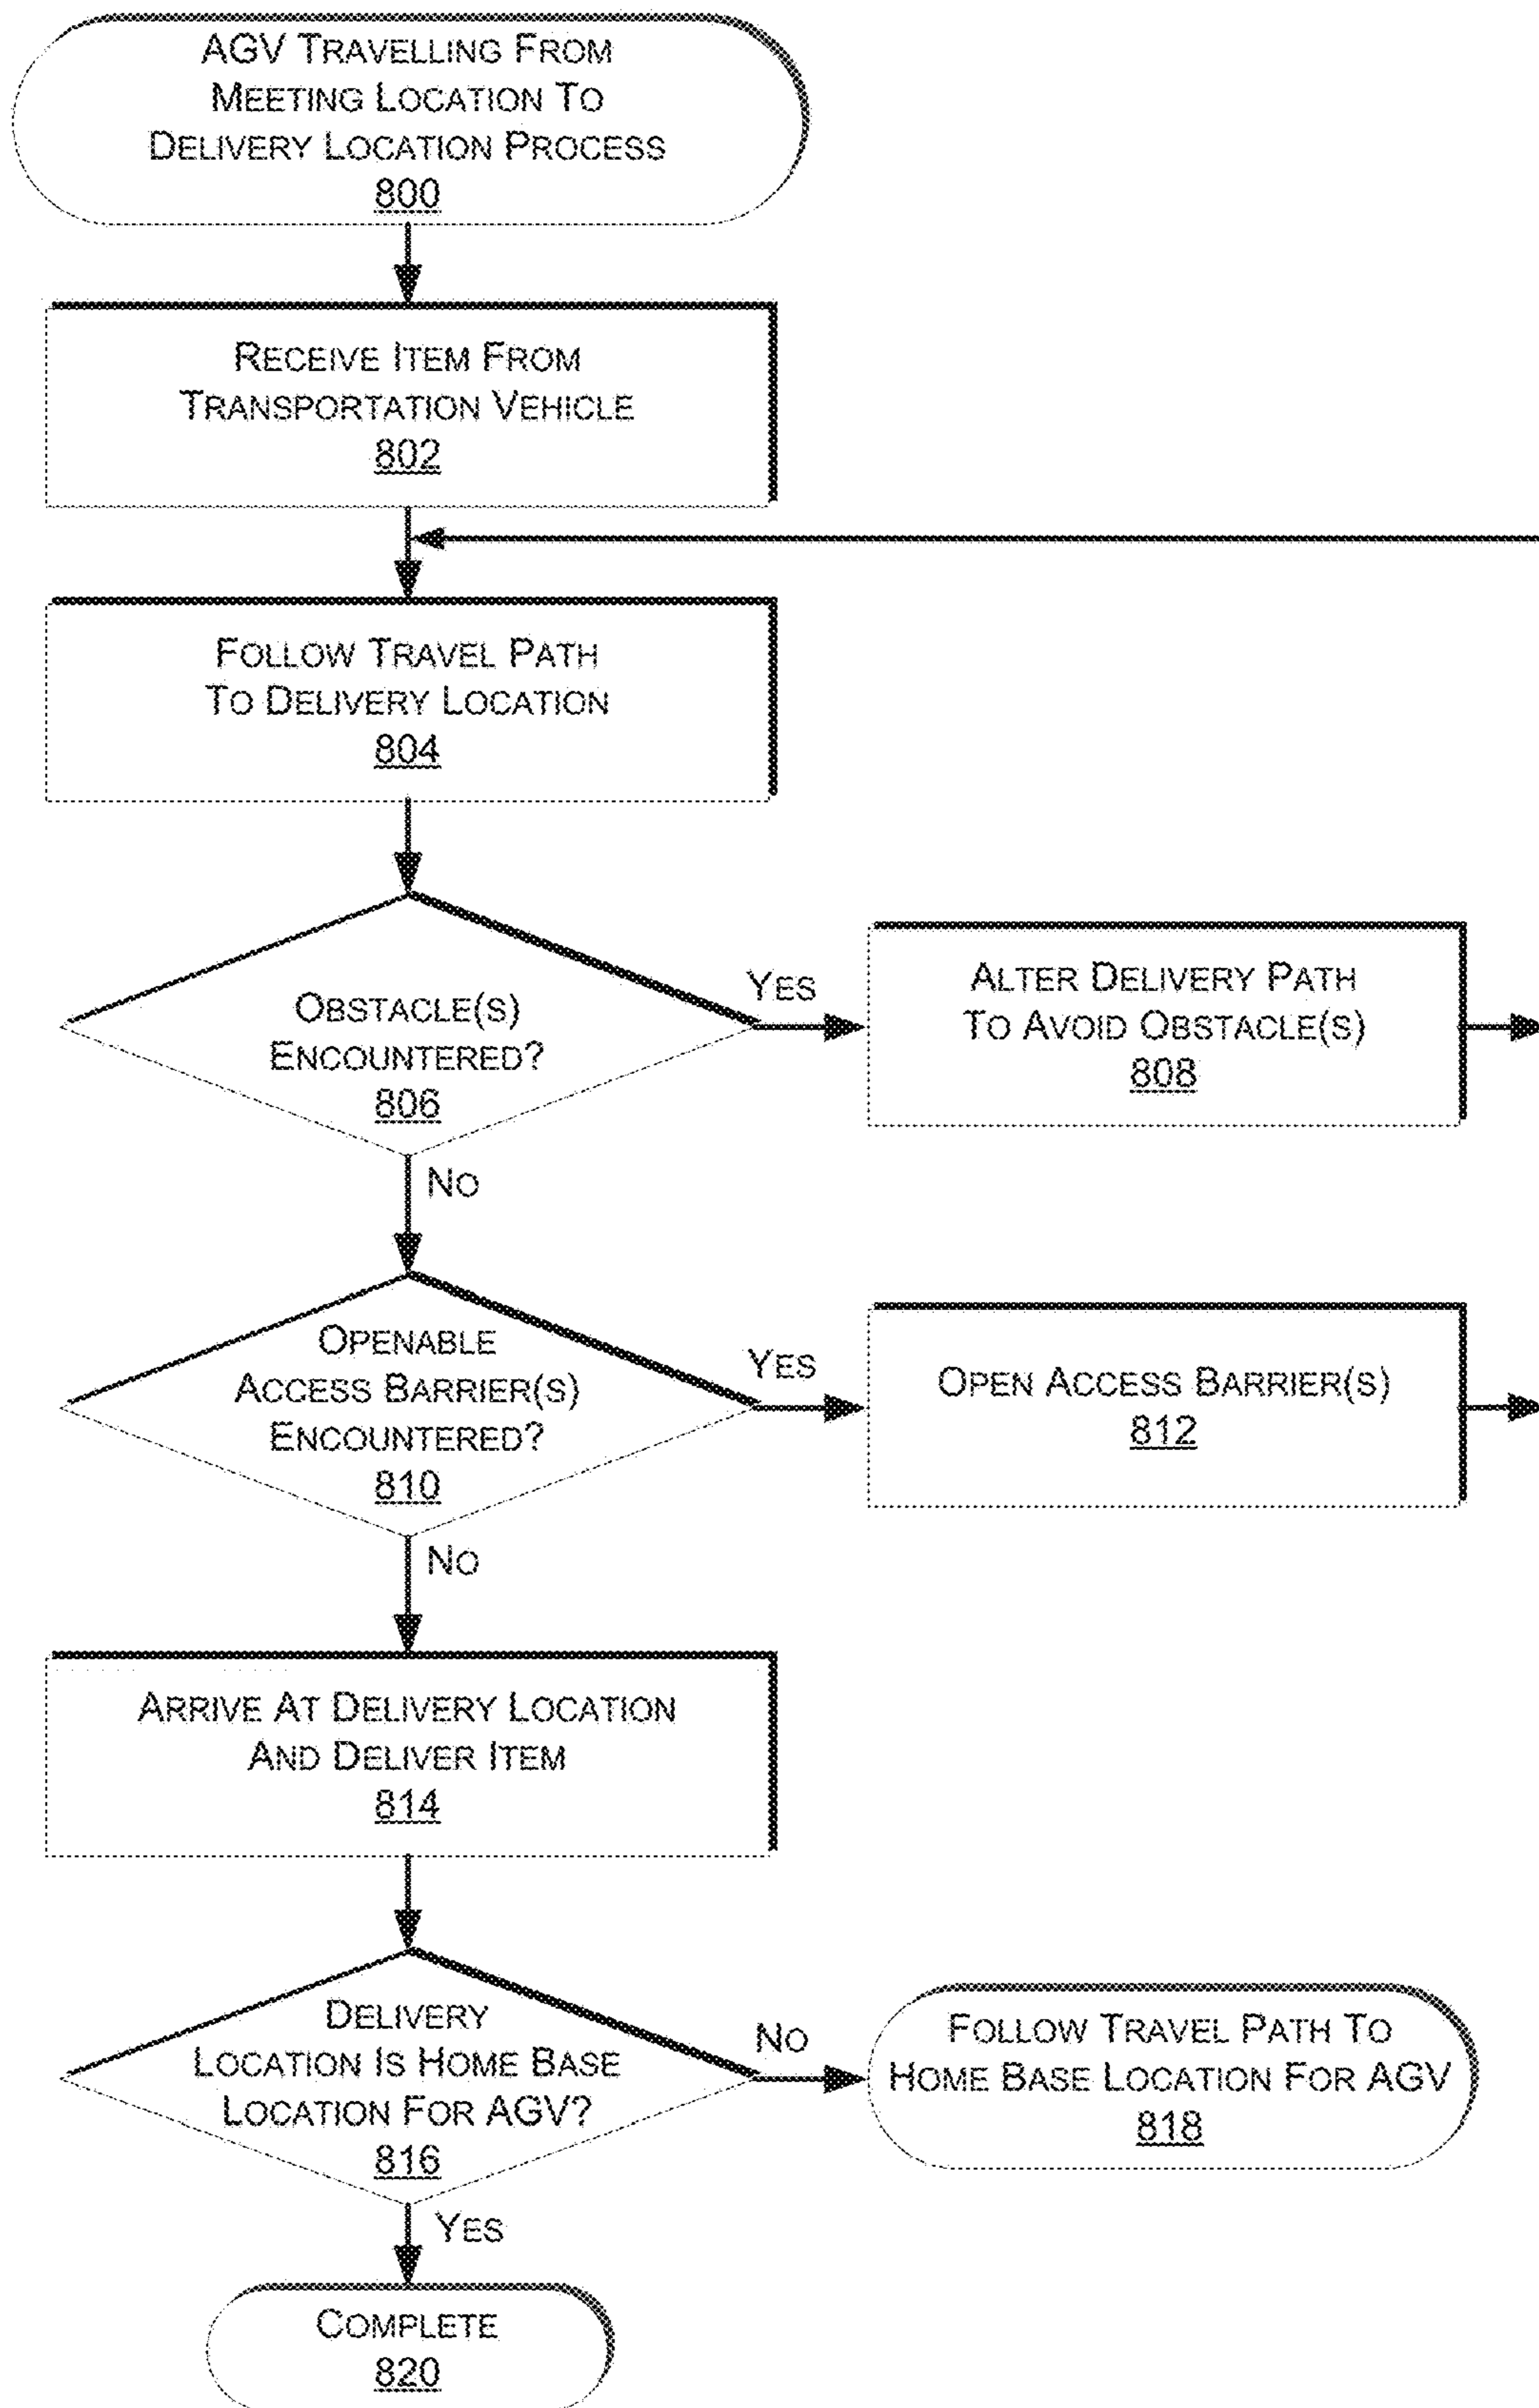 AGV TRAVELLING FROM
MEETING LOCATION TO
DELIVERY LOCATION PROCESS
800
RECEIVE ITEM FROM
TRANSPORTATION VEHICLE
802
FOLLOW TRAVEL PATH
TO DELIVERY LOCATION
804
OBSTACLE(S)
ENCOUNTERED?
806
YES
ALTER DELIVERY PATH
TO AVOID OBSTACLE(S)
808
NO
OPENABLE
ACCESS BARRIER(S)
ENCOUNTERED?
810
YES
OPEN ACCESS BARRIER(S)
812
NO
ARRIVE AT DELIVERY LOCATION
AND DELIVER ITEM
814
DELIVERY
LOCATION IS HOME BASE
LOCATION FOR AGV?
816
NO
FOLLOW TRAVEL PATH TO
HOME BASE LOCATION FOR AGV
818
YES
COMPLETE
820